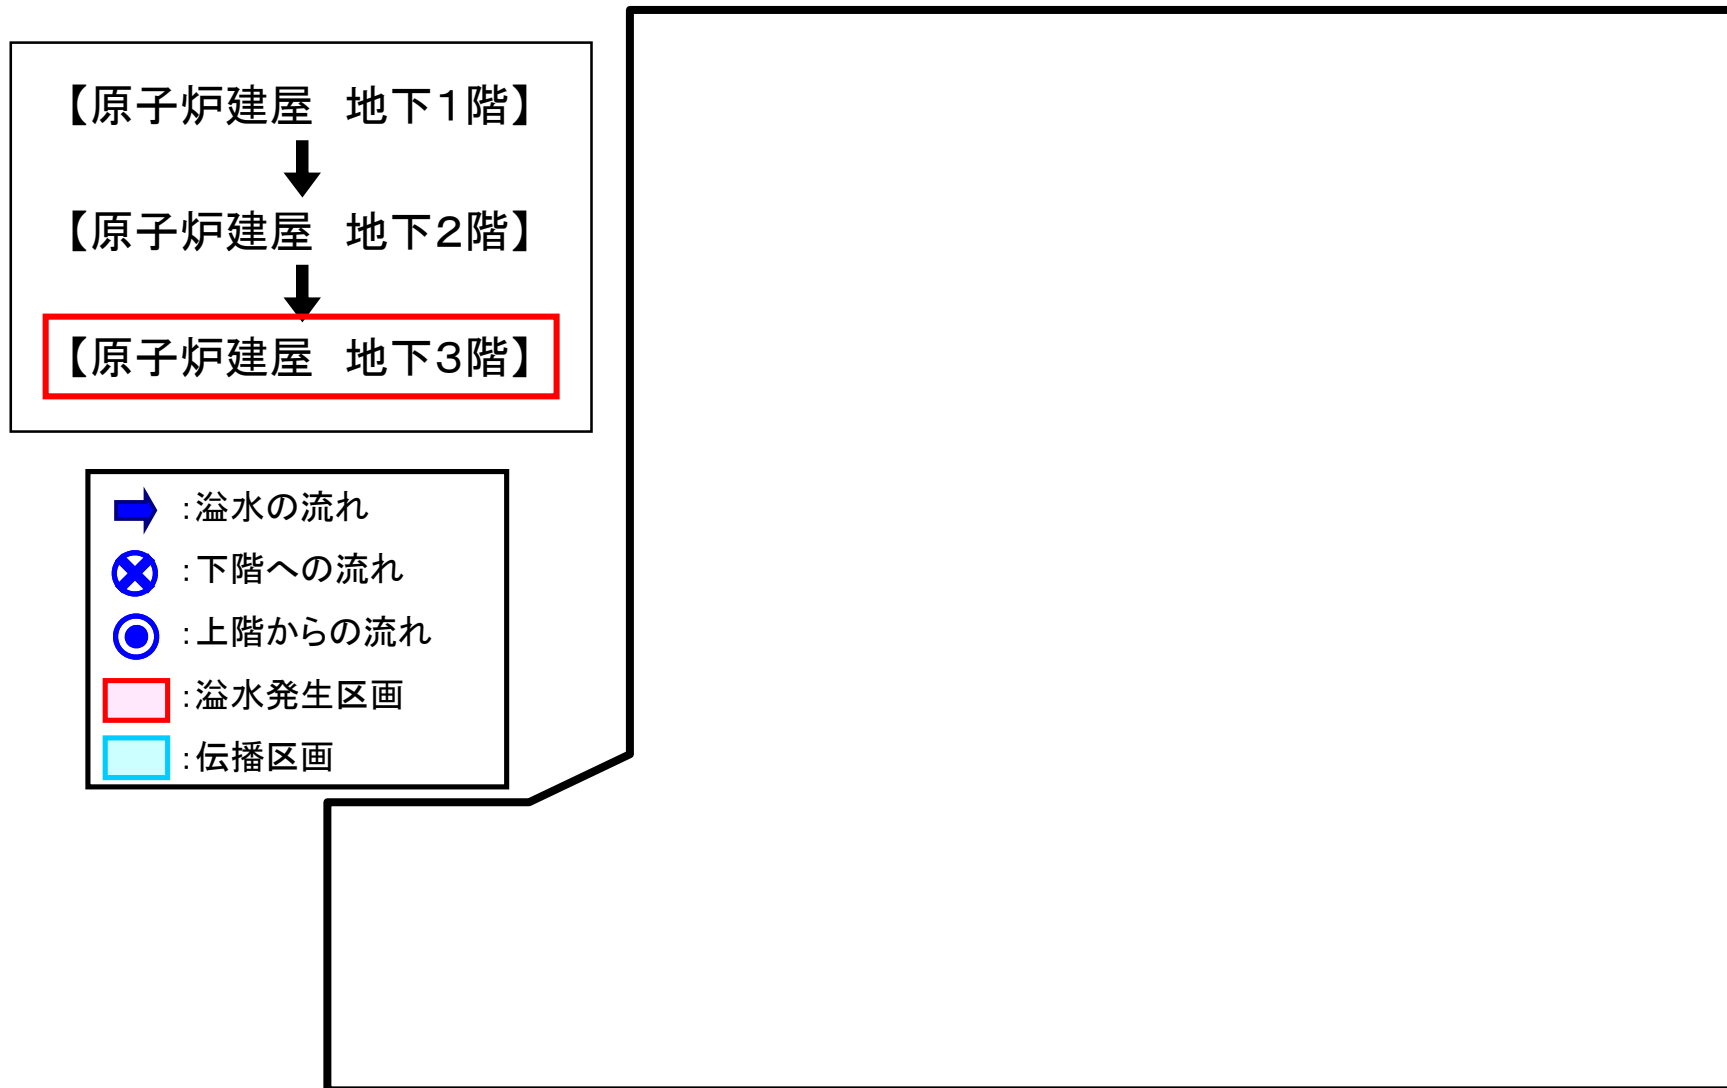 【原子炉建屋　地下1階】
【原子炉建屋　地下2階】
【原子炉建屋　地下3階】
：溢水の流れ
：下階への流れ
：上階からの流れ
：溢水発生区画
：伝播区画